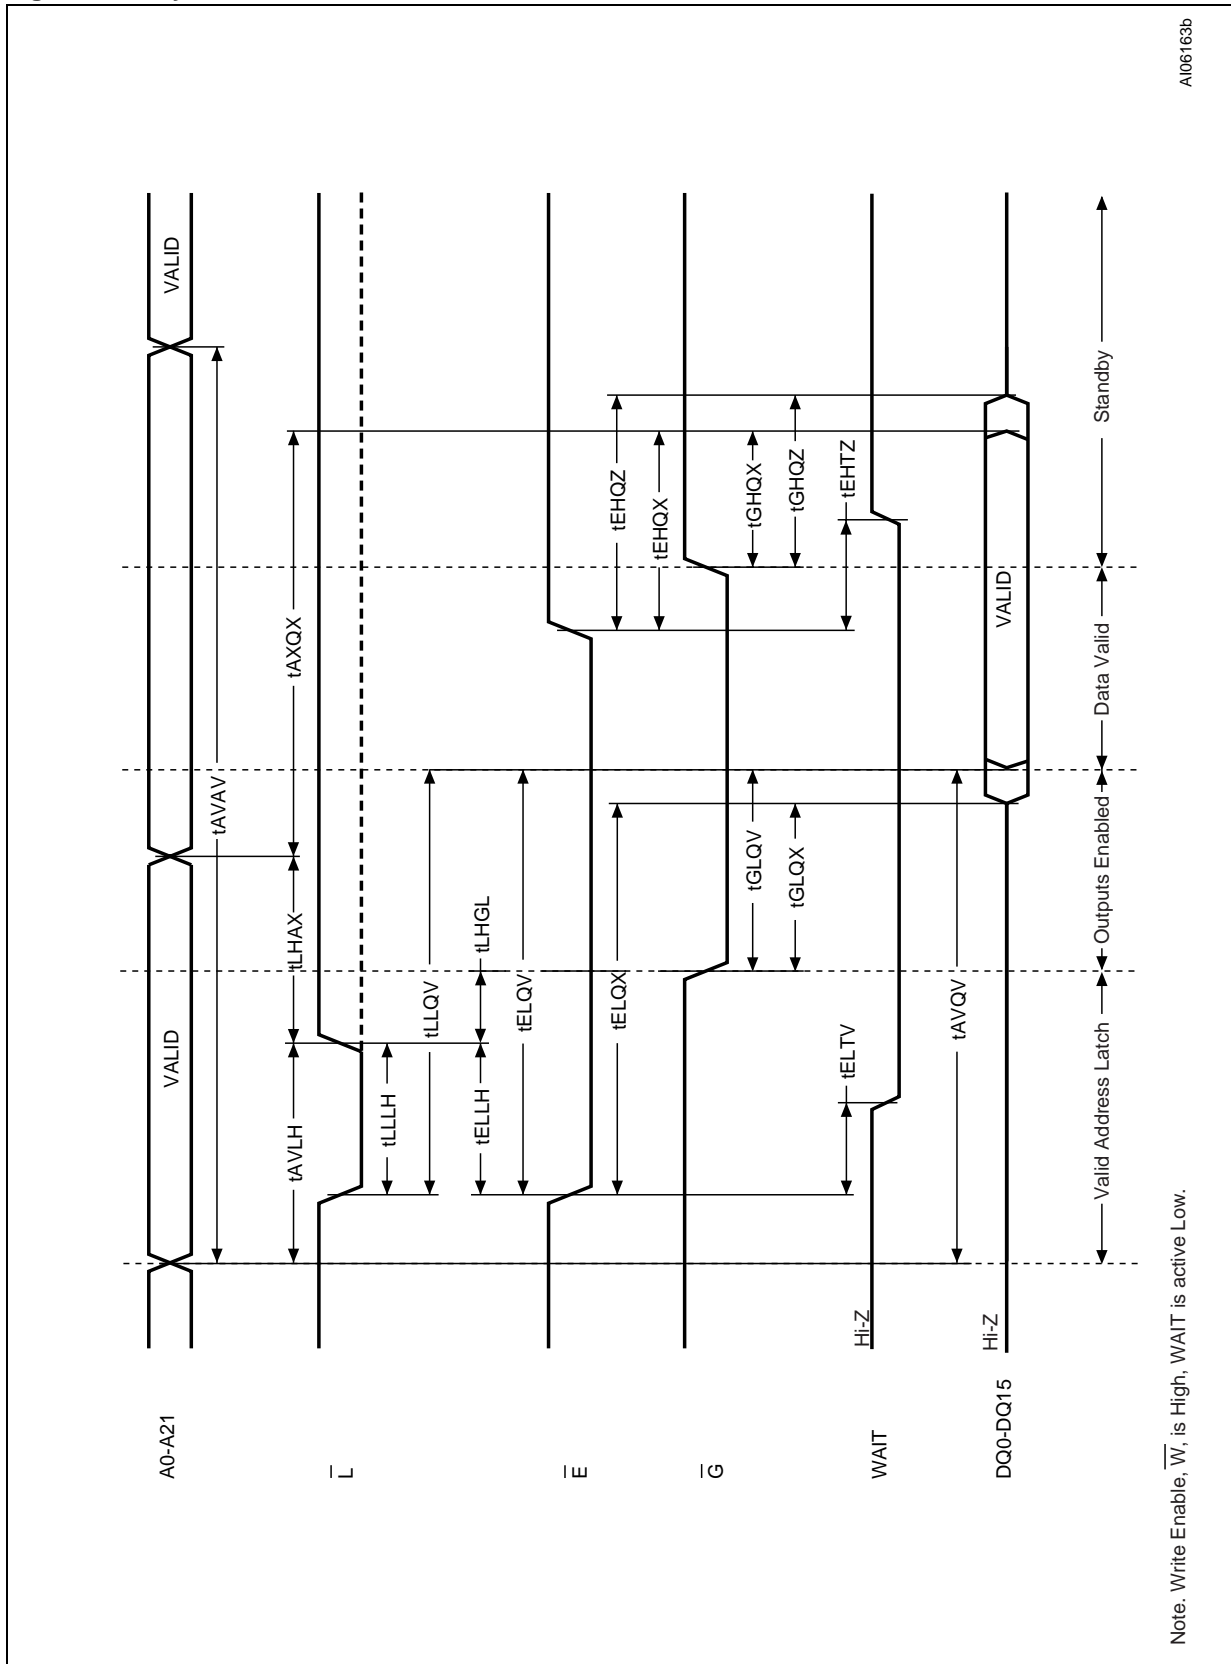 A0-A21
VALID
VALID
tAVAV
tAVLH
tLHAX
tAXQX
L
tLLLH
tLLQV
tELLH
tLHGL
tELQV
E
tELQX
tEHQZ
tEHQX
G
tGLQV
tGHQX
tGLQX
tGHQZ
tELTV
tEHTZ
WAIT
Hi-Z
tAVQV
DQ0-DQ15
Hi-Z
VALID
Valid Address Latch
Outputs Enabled
Data Valid
Standby
Note. Write Enable, W, is High, WAIT is active Low.
AI06163b